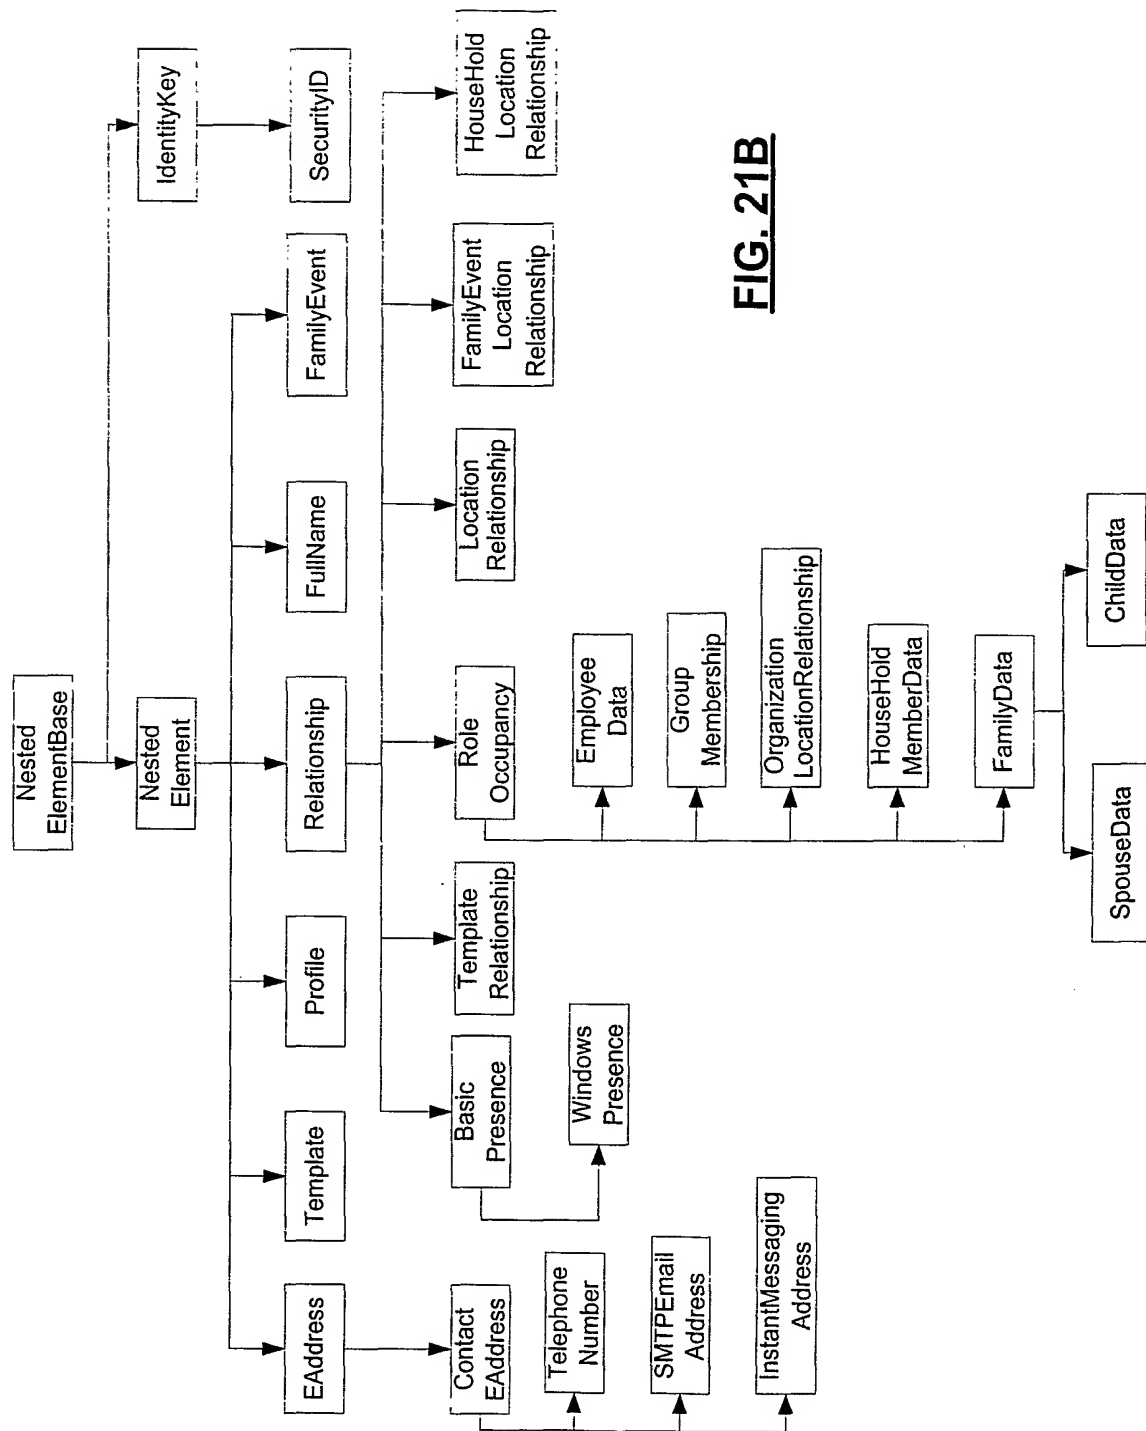 Nested
ElementBase
Nested
Element
IdentityKey
EAddress
Template
Profile
Relationship
FullName
FamilyEvent
SecurityID
Contact
EAddress
Basic
Presence
Template
Relationship
Role
Occupancy
Location
Relationship
FamilyEvent
Location
Relationship
HouseHold
Location
Relationship
Telephone
Number
SMTPEmail
Address
InstantMessaging
Address
Windows
Presence
Employee
Data
Group
Membership
Organization
LocationRelationship
HouseHold
MemberData
FamilyData
SpouseData
ChildData
FIG. 21B